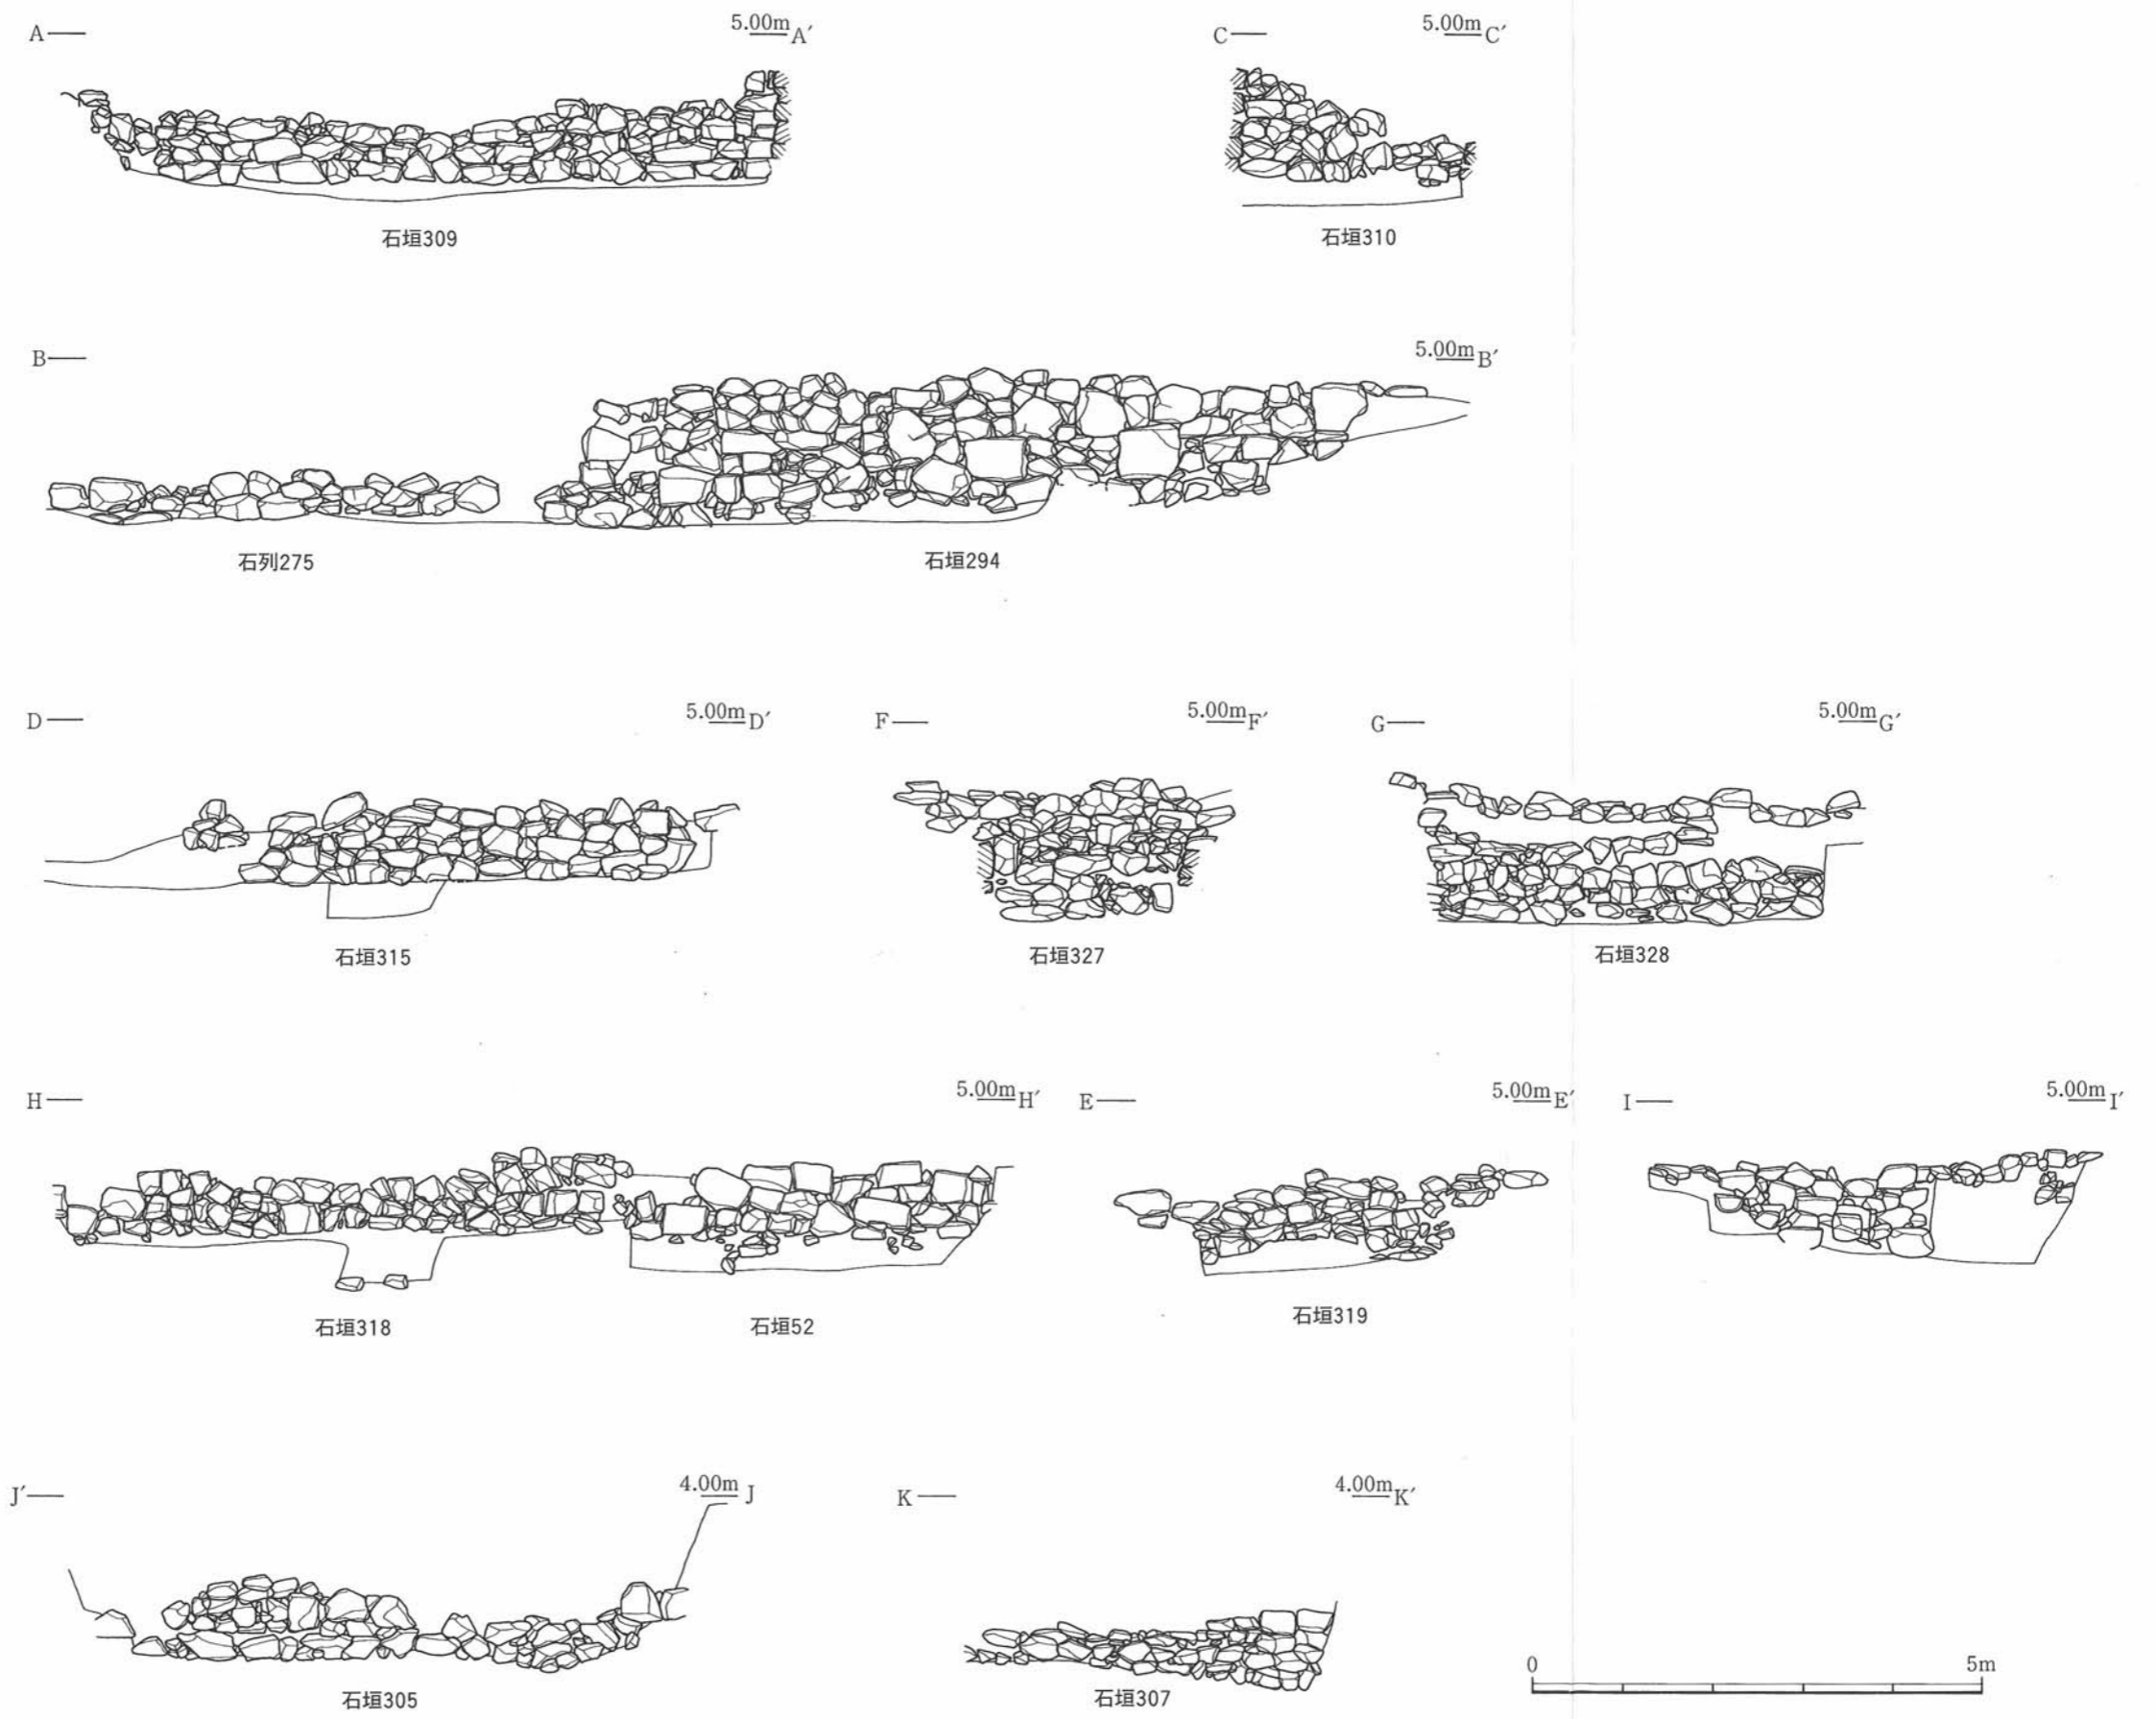 A 5.00m A′
C 5.00m C′
石垣309
石垣310
B 5.00m B′
石列275
石垣294
D 5.00m D′
F 5.00m F′
G 5.00m G′
石垣315
石垣327
石垣328
H 5.00m H′
E 5.00m E′
I 5.00m I′
石垣318
石垣52
石垣319
J′ 4.00m J
K 4.00m K′
0 5m
石垣305
石垣307